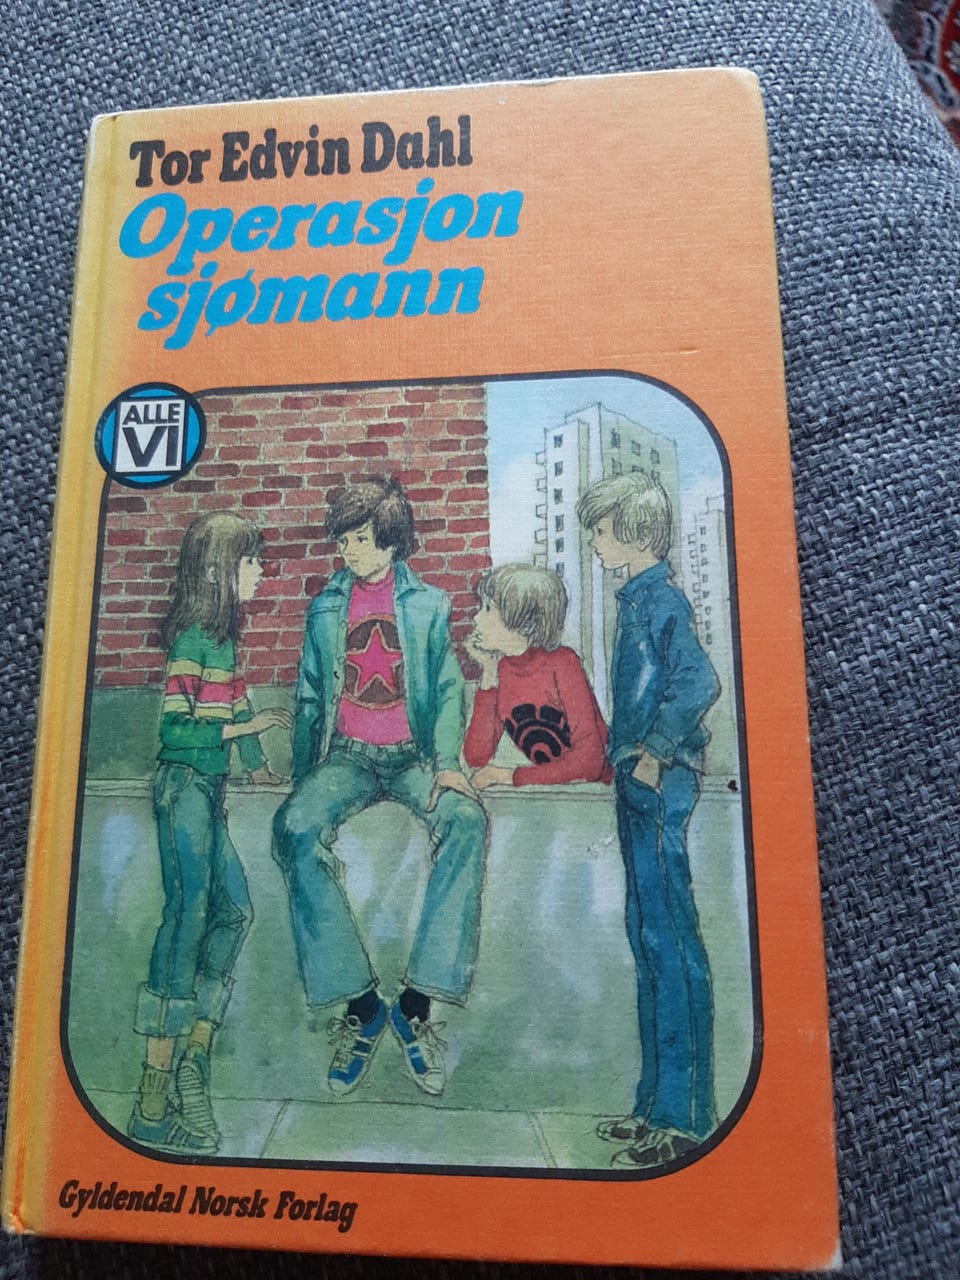 Tor Edvin Dahl
Operasjon
sjømann
ALLE
VI
Gyldendal Norsk Forlag